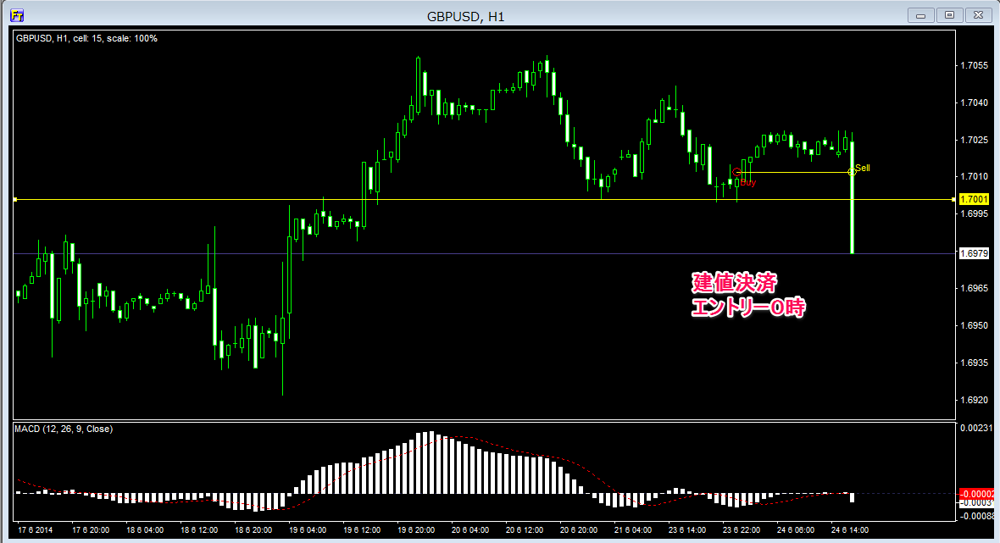 FT
GBPUSD, H1
GBPUSD, H1, cell: 15, scale: 100%
1.7055
1.7040
1.7025
Sell
1.7010
Buy
1.7001
1.6995
1.6979
建値決済
エントリー0時
1.6965
1.6950
1.6935
1.6920
MACD (12, 26, 9, Close)
0.00231
-0.00002
-0.00031
-0.00088
17 6 2014 17 6 20:00 18 6 04:00 18 6 12:00 18 6 20:00 19 6 04:00 19 6 12:00 19 6 20:00 20 6 04:00 20 6 12:00 20 6 20:00 21 6 04:00 23 6 14:00 23 6 22:00 24 6 06:00 24 6 14:00